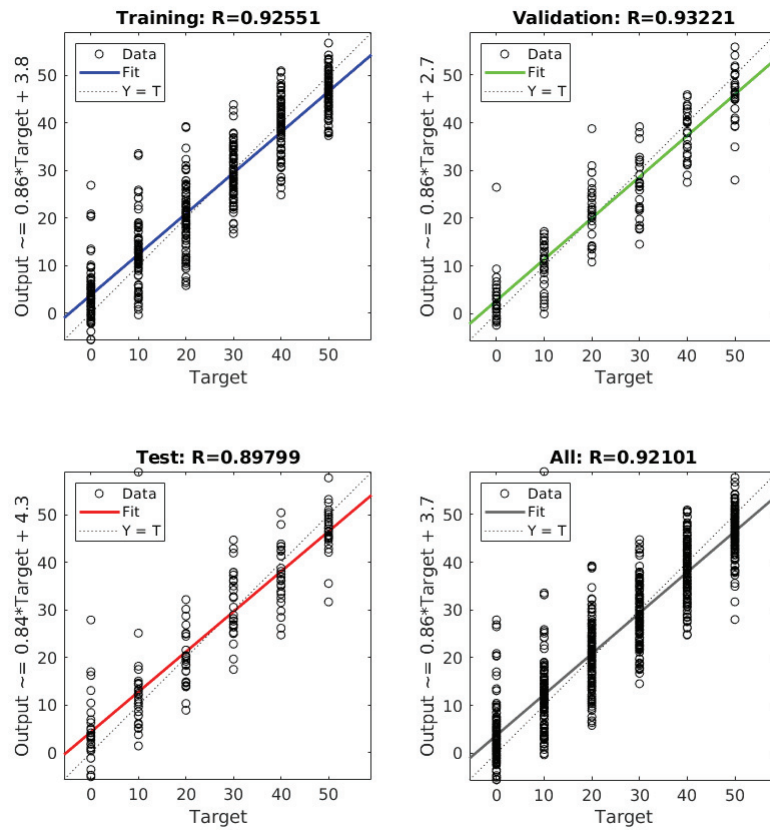 Training: R=0.92551
Output ~= 0.86*Target + 3.8
Data
Fit
Y = T
50
40
30
20
10
0
0 10 20 30 40 50
Target
Validation: R=0.93221
Output ~= 0.86*Target + 2.7
Data
Fit
Y = T
50
40
30
20
10
0
0 10 20 30 40 50
Target
Test: R=0.89799
Output ~= 0.84*Target + 4.3
Data
Fit
Y = T
50
40
30
20
10
0
0 10 20 30 40 50
Target
All: R=0.92101
Output ~= 0.86*Target + 3.7
Data
Fit
Y = T
50
40
30
20
10
0
0 10 20 30 40 50
Target